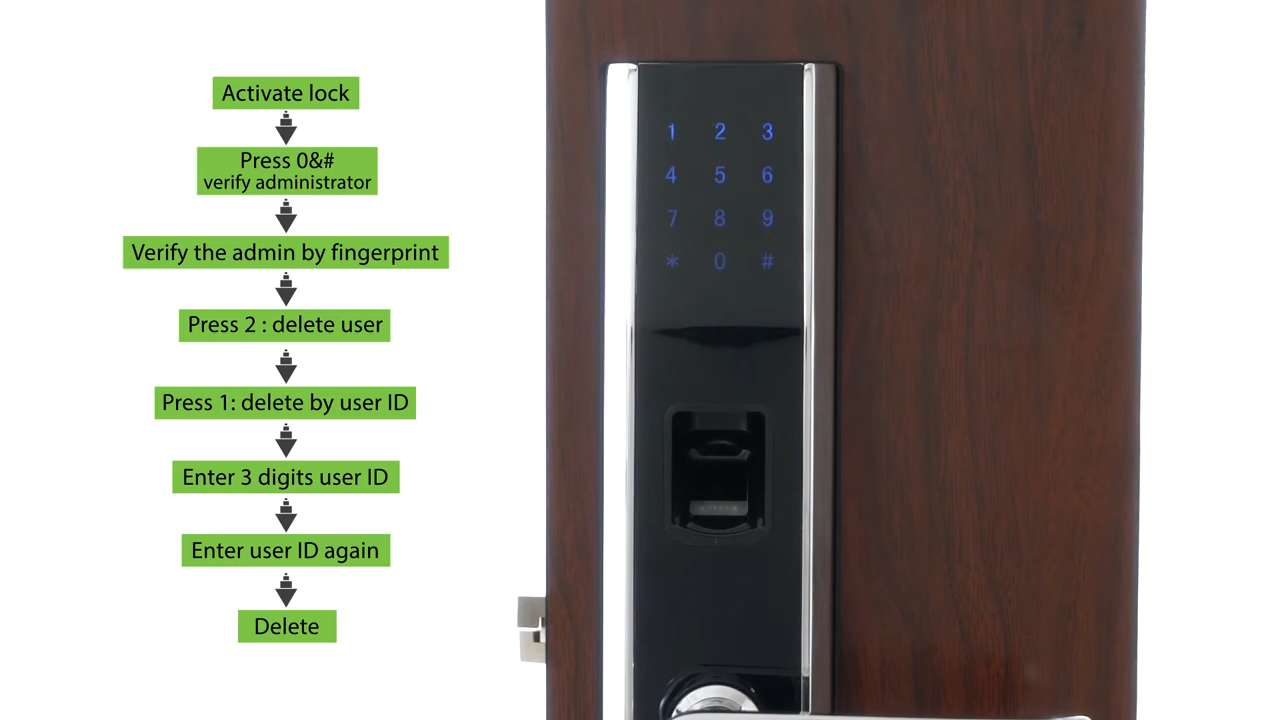 Activate lock
Press 0&#
verify administrator
Verify the admin by fingerprint
Press 2 : delete user
Press 1: delete by user ID
Enter 3 digits user ID
Enter user ID again
Delete
1 2 3
4 5 6
7 8 9
* 0 #